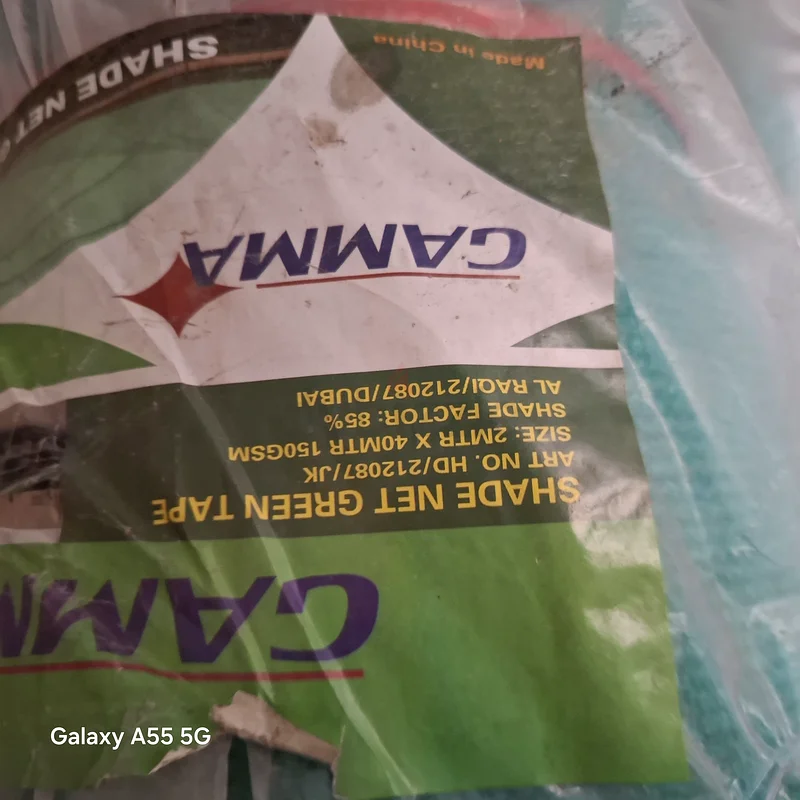 GAMMA
SHADE NET GREEN TAPE
ART NO. HD/212087/JK
SIZE: 2MTR X 40MTR 150GSM
SHADE FACTOR: 85%
AL RAQI/212087/DUBAI
GAMMA
Made in China
SHADE NET
Galaxy A55 5G